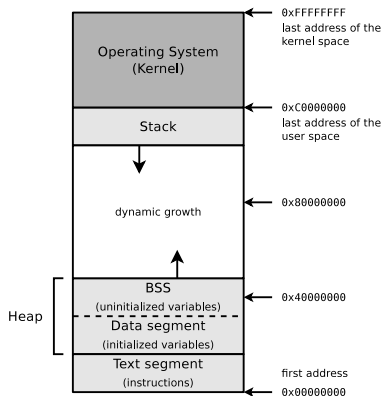 0xFFFFFFFF
last address of the
kernel space
Operating System
(Kernel)
0xC0000000
last address of the
user space
Stack
dynamic growth
0x80000000
BSS
(uninitialized variables)
0x40000000
Heap
Data segment
(initialized variables)
Text segment
(instructions)
first address
0x00000000